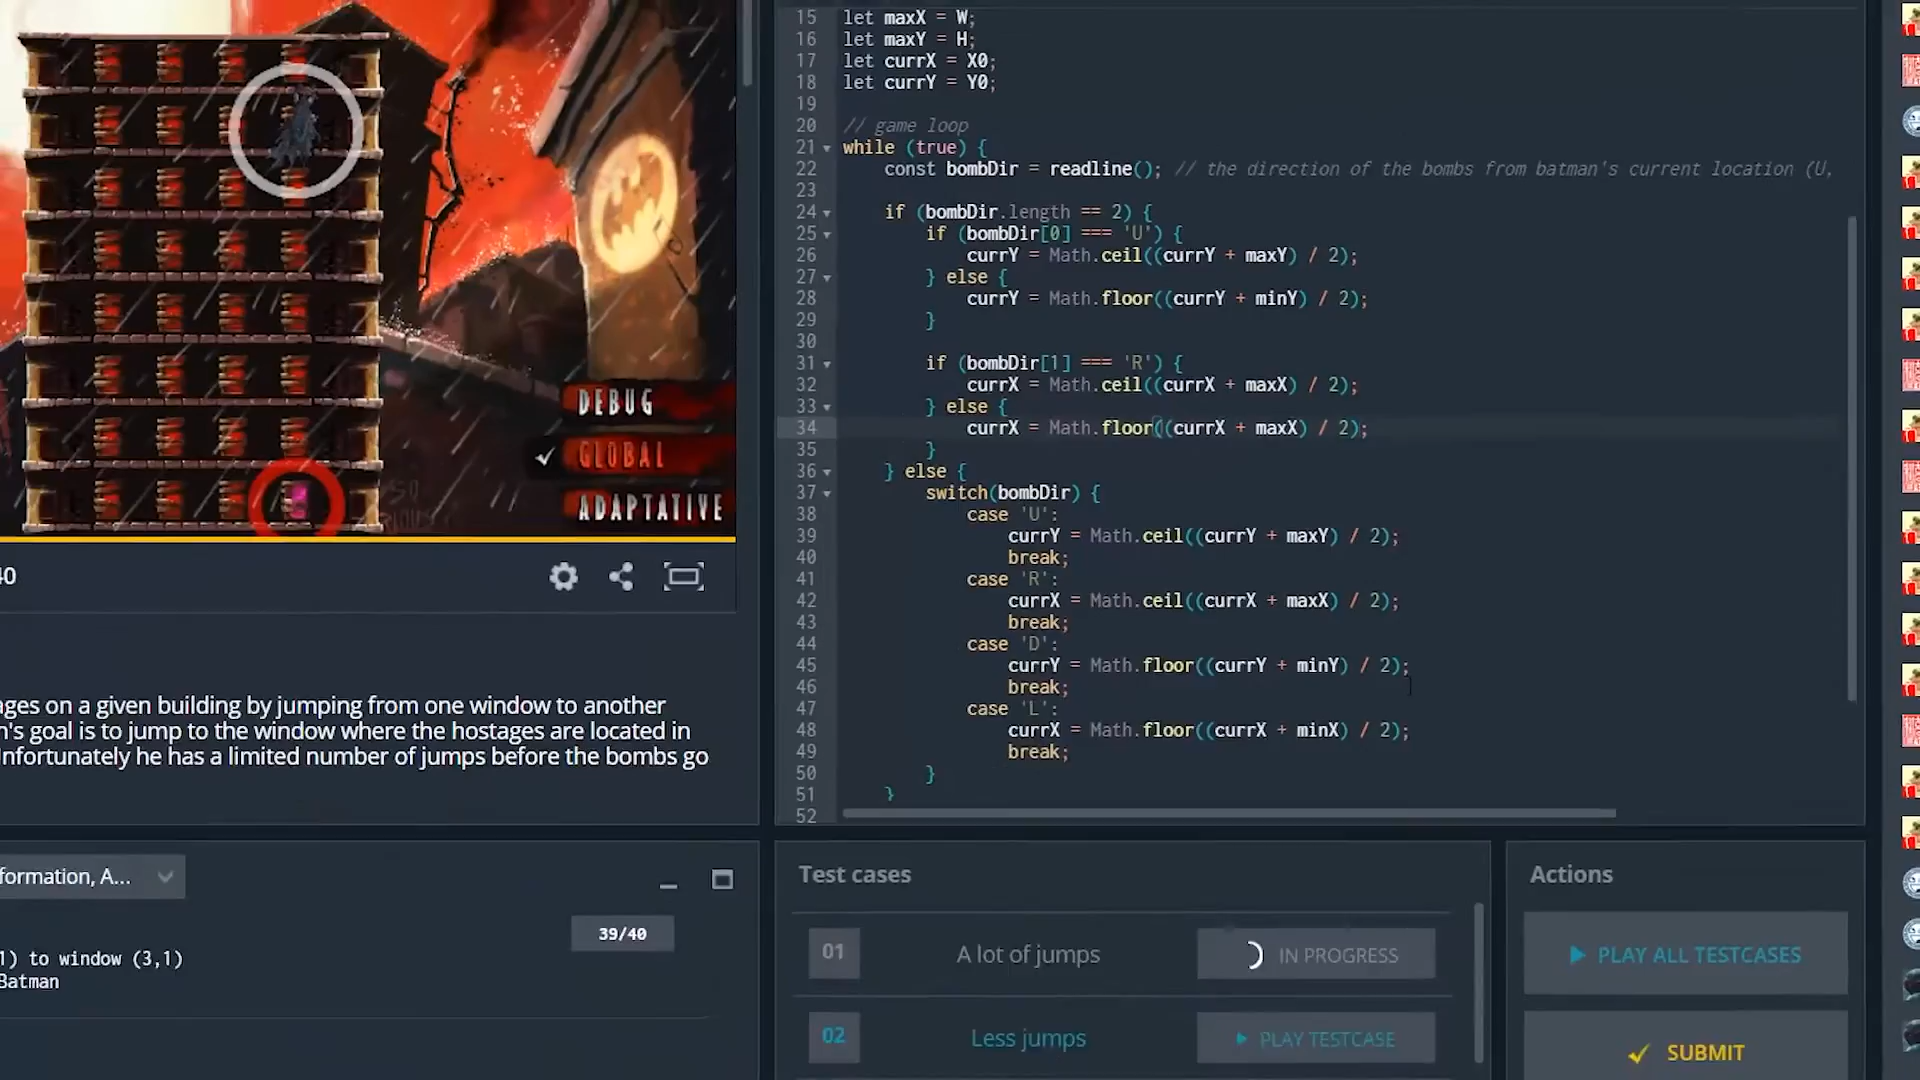 DEBUG
GLOBAL
ADAPTATIVE
40
ages on a given building by jumping from one window to another
n's goal is to jump to the window where the hostages are located in
Infortunately he has a limited number of jumps before the bombs go
formation, A...
39/40
1) to window (3,1)
Batman
15 let maxX = W;
16 let maxY = H;
17 let currX = X0;
18 let currY = Y0;
19
20 // game loop
21 while (true) {
22 const bombDir = readline(); // the direction of the bombs from batman's current location (U,
23
24 if (bombDir.length == 2) {
25 if (bombDir[0] === 'U') {
26 currY = Math.ceil((currY + maxY) / 2);
27 } else {
28 currY = Math.floor((currY + minY) / 2);
29 }
30
31 if (bombDir[1] === 'R') {
32 currX = Math.ceil((currX + maxX) / 2);
33 } else {
34 currX = Math.floor((currX + maxX) / 2);
35 }
36 } else {
37 switch(bombDir) {
38 case 'U':
39 currY = Math.ceil((currY + maxY) / 2);
40 break;
41 case 'R':
42 currX = Math.ceil((currX + maxX) / 2);
43 break;
44 case 'D':
45 currY = Math.floor((currY + minY) / 2);
46 break;
47 case 'L':
48 currX = Math.floor((currX + minX) / 2);
49 break;
50 }
51 }
52
Test cases
01 A lot of jumps IN PROGRESS
02 Less jumps PLAY TESTCASE
Actions
PLAY ALL TESTCASES
SUBMIT